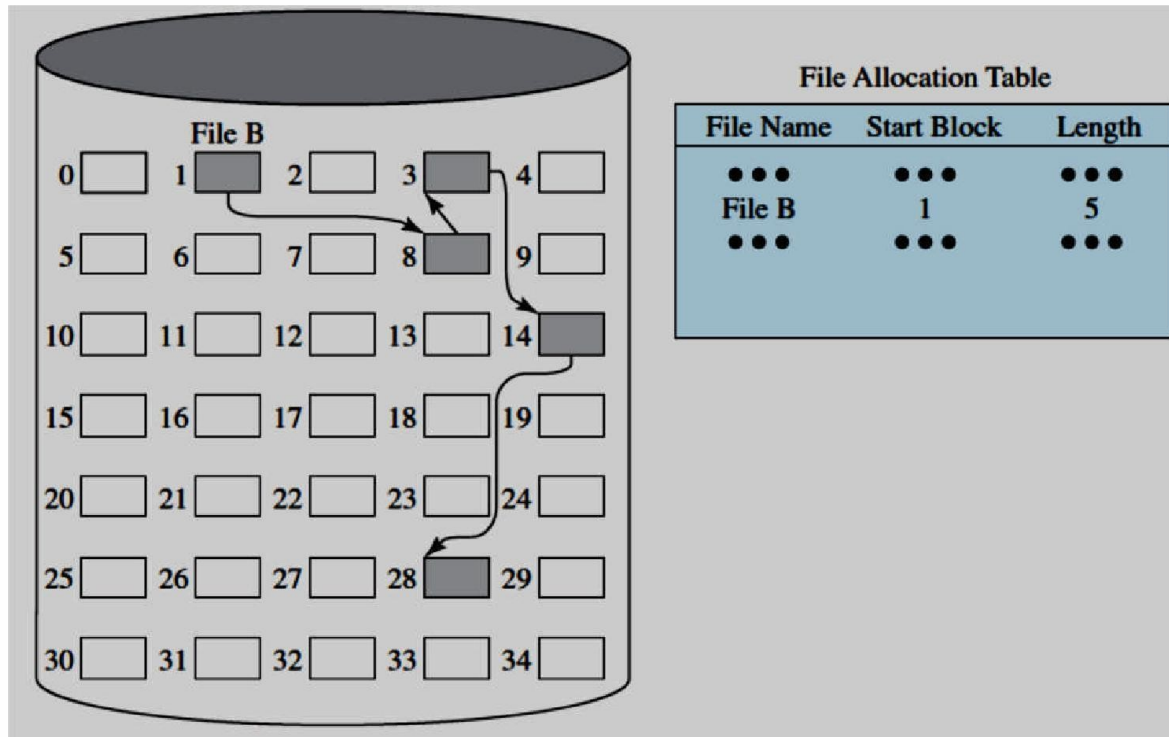 File Allocation Table
File Name Start Block Length
••• ••• •••
File B 1 5
••• ••• •••
File B
0 1 2 3 4
5 6 7 8 9
10 11 12 13 14
15 16 17 18 19
20 21 22 23 24
25 26 27 28 29
30 31 32 33 34